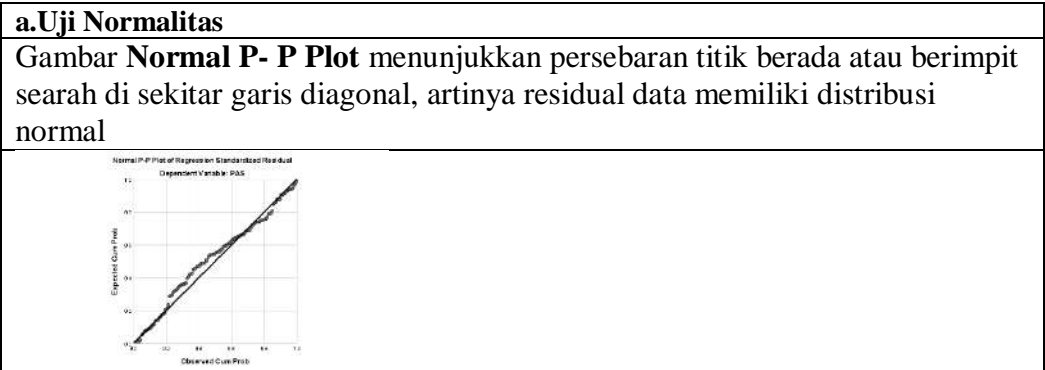 a.Uji Normalitas
Gambar Normal P- P Plot menunjukkan persebaran titik berada atau berimpit
searah di sekitar garis diagonal, artinya residual data memiliki distribusi
normal
Normal P-P Plot of Regression Standardized Residual
Dependent Variable: PAS
Expected Cum Prob
Observed Cum Prob